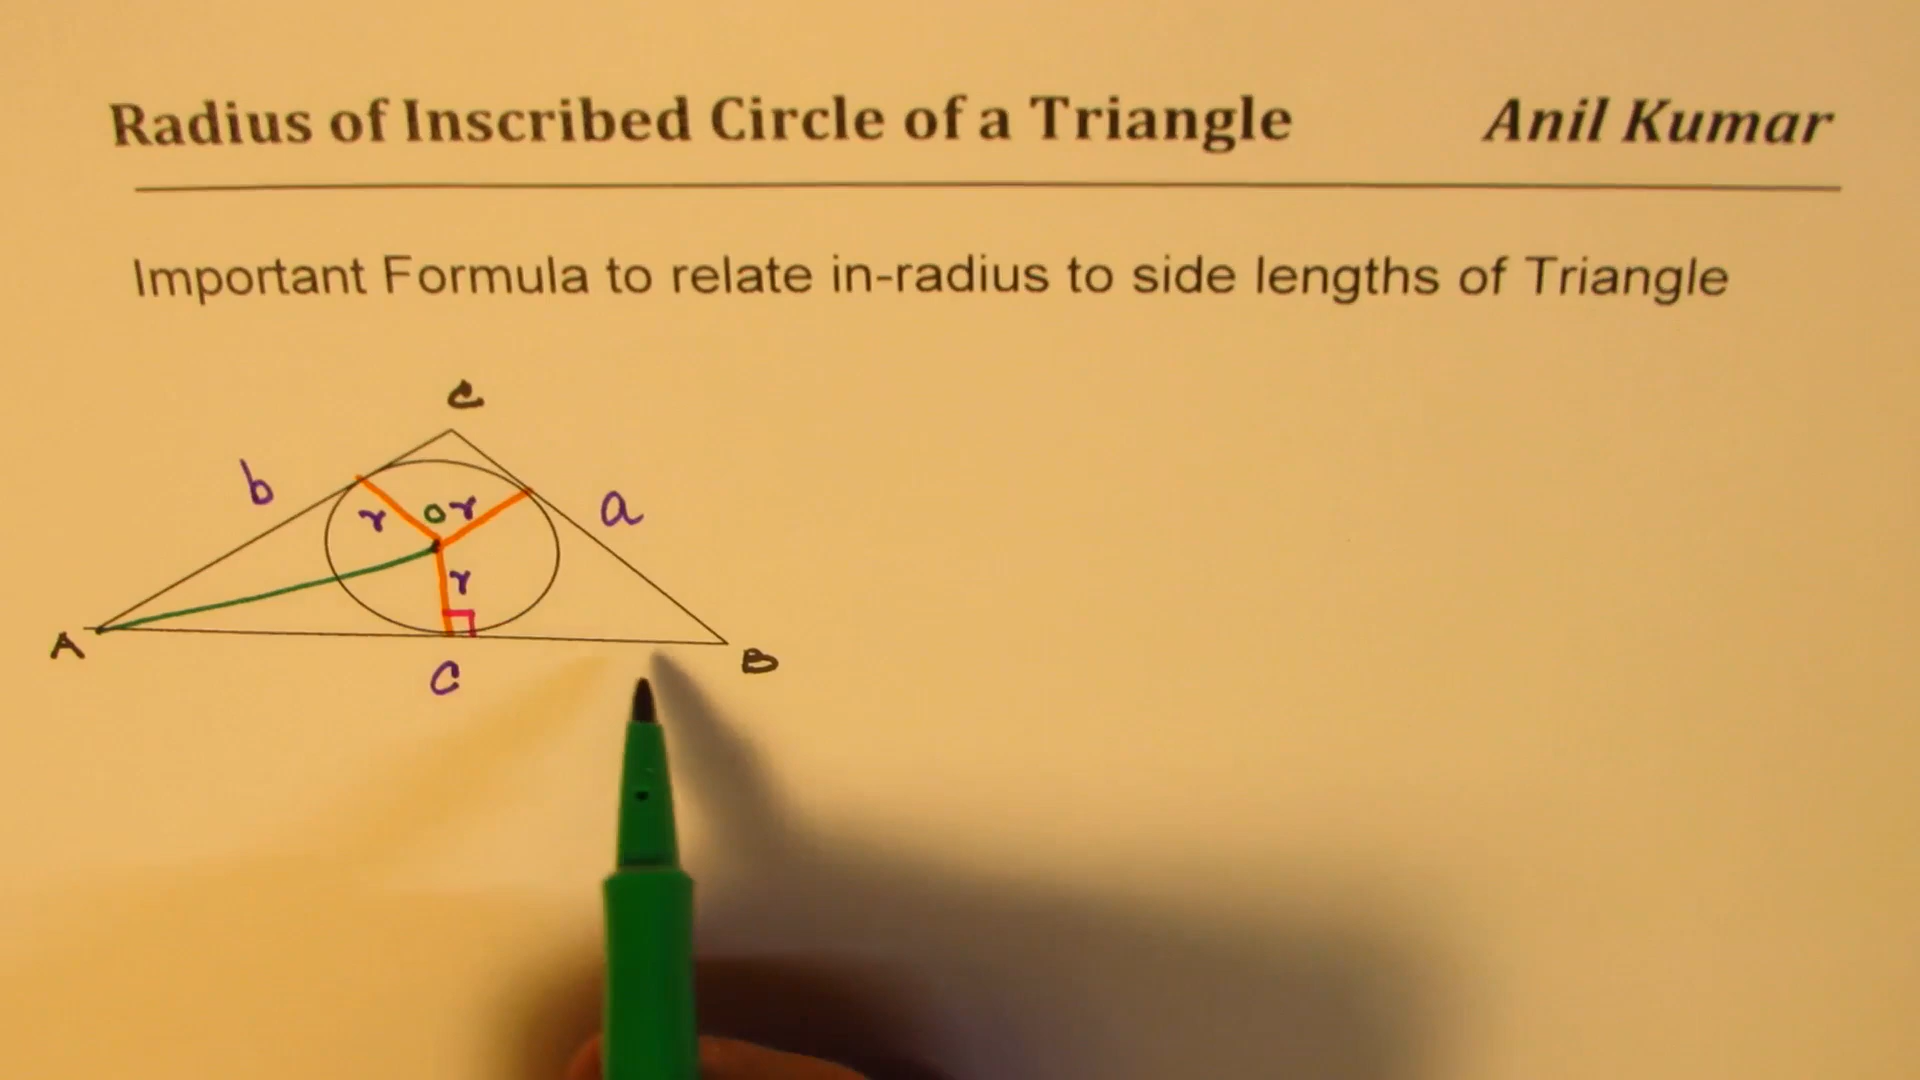 Radius of Inscribed Circle of a Triangle Anil Kumar
Important Formula to relate in-radius to side lengths of Triangle
C
b
a
r
O
r
r
A
B
c